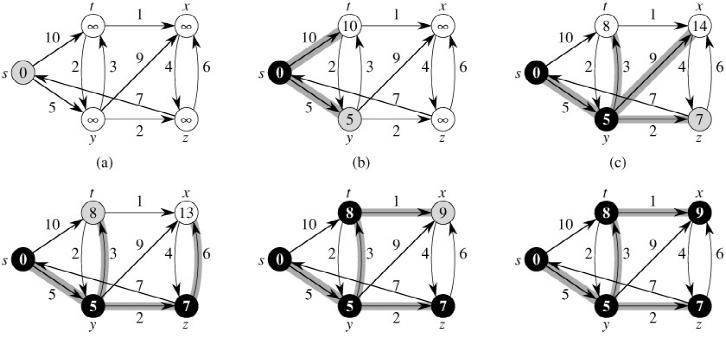 t x t x t x
1 1 1
∞ ∞ 10 ∞ 8 14
10 10 10
9 9 9
s 0 2 3 4 6 s 0 2 3 4 6 s 0 2 3 4 6
7 7 7
5 5 5
∞ ∞ 5 ∞ 5 7
2 2 2
y z y z y z
(a) (b) (c)
t x t x t x
1 1 1
8 13 8 9 8 9
10 10 10
9 9 9
s 0 2 3 4 6 s 0 2 3 4 6 s 0 2 3 4 6
7 7 7
5 5 5
5 7 5 7 5 7
2 2 2
y z y z y z